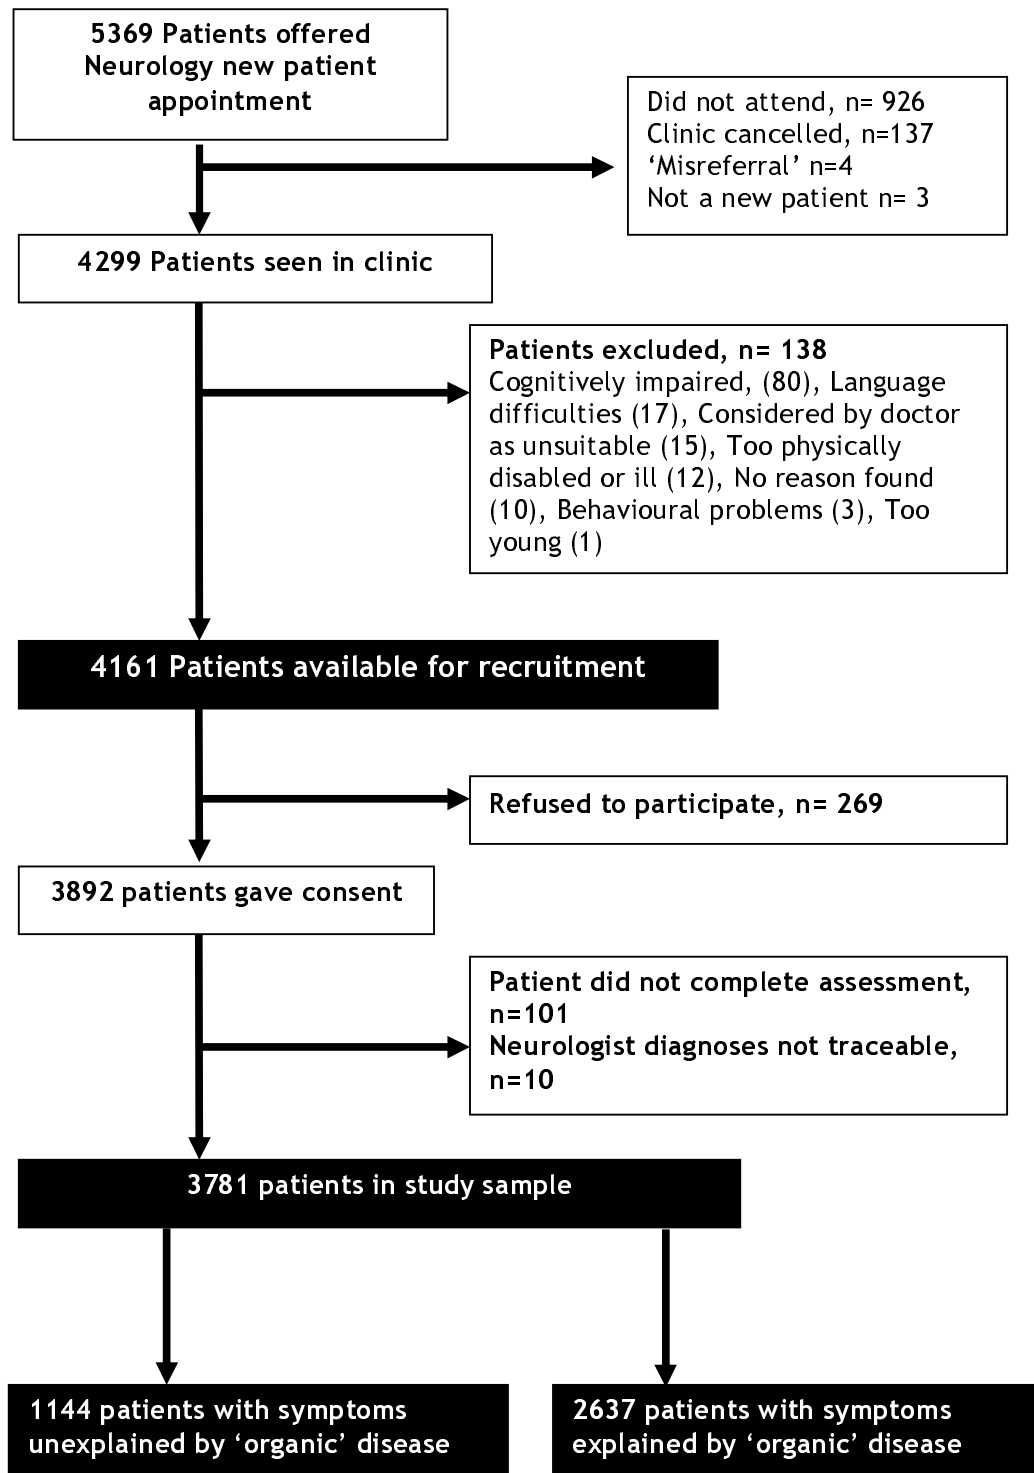 5369 Patients offered
Neurology new patient
appointment
Did not attend, n= 926
Clinic cancelled, n=137
‘Misreferral’ n=4
Not a new patient n= 3
4299 Patients seen in clinic
Patients excluded, n= 138
Cognitively impaired, (80), Language
difficulties (17), Considered by doctor
as unsuitable (15), Too physically
disabled or ill (12), No reason found
(10), Behavioural problems (3), Too
young (1)
4161 Patients available for recruitment
Refused to participate, n= 269
3892 patients gave consent
Patient did not complete assessment,
n=101
Neurologist diagnoses not traceable,
n=10
3781 patients in study sample
1144 patients with symptoms
unexplained by ‘organic’ disease
2637 patients with symptoms
explained by ‘organic’ disease